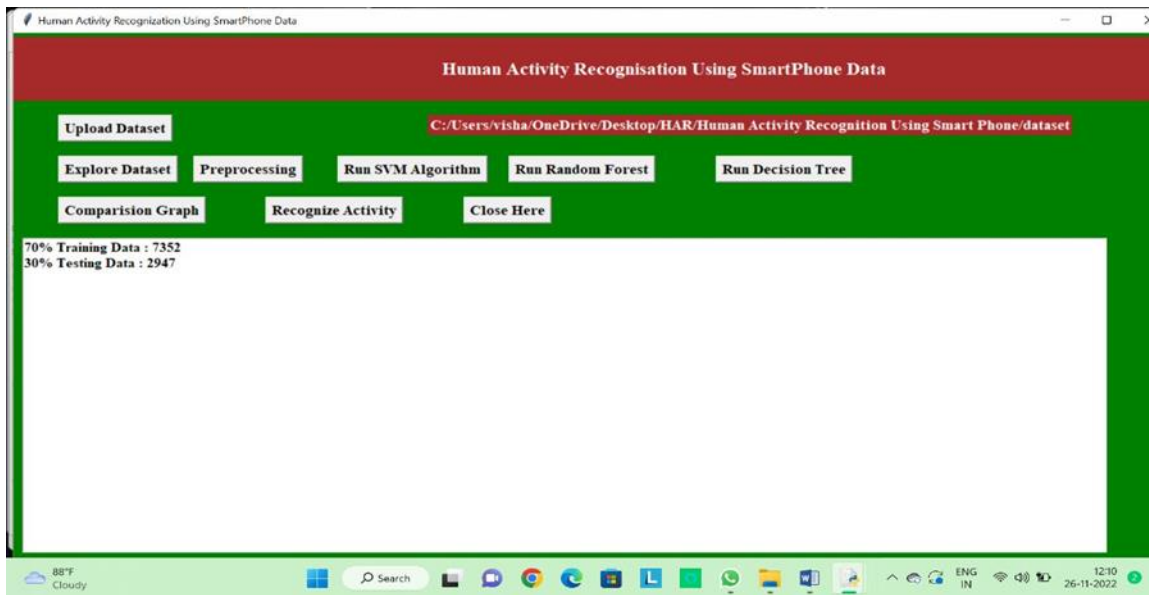 Human Activity Recognization Using SmartPhone Data
Human Activity Recognisation Using SmartPhone Data
Upload Dataset
C:/Users/visha/OneDrive/Desktop/HAR/Human Activity Recognition Using Smart Phone/dataset
Explore Dataset Preprocessing Run SVM Algorithm Run Random Forest Run Decision Tree
Comparision Graph Recognize Activity Close Here
70% Training Data : 7352
30% Testing Data : 2947
88°F
Cloudy
Search
L
W
ENG
IN
12:10
26-11-2022
2